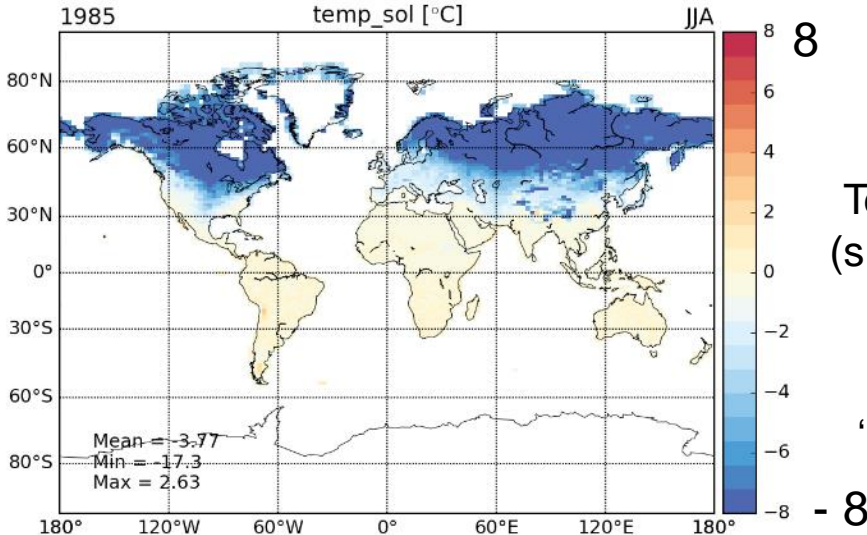 1985 temp_sol [°C] JJA
8
80°N
60°N
30°N
0°
30°S
60°S
80°S
Mean = -3.77
Min = -17.3
Max = 2.63
180° 120°W 60°W 0° 60°E 120°E 180°
8
6
4
2
0
−2
−4
−6
−8
- 8